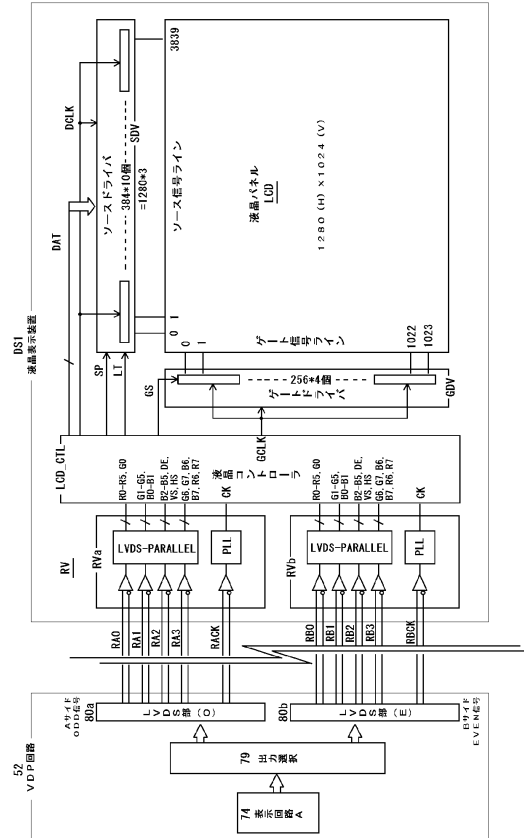 DS1
液晶表示装置
DCLK
DAT
SP
LT
ソースドライバ
384*10個
=1280*3
SDV
0
1
3839
ソース信号ライン
液晶パネル
LCD
1280(H)X1024(V)
ゲート信号ライン
0
1
1022
1023
GS
256*4個
ゲートドライバ
GDV
GCLK
LCD_CTL
液晶コントローラ
R0-R5,G0
G1-G5,
B0-B1
B2-B5,DE,
VS,HS
G6,G7,B6,
B7,R6,R7
CK
R0-R5,G0
G1-G5,
B0-B1
B2-B5,DE,
VS,HS
G6,G7,B6,
B7,R6,R7
CK
RV
RVa
LVDS-PARALLEL
PLL
RVb
LVDS-PARALLEL
PLL
RA0
RA1
RA2
RA3
RACK
RB0
RB1
RB2
RB3
RBCK
52
VDP回路
Aサイド
ODD信号
80a
LVDS部(O)
80b
LVDS部(E)
Bサイド
EVEN信号
79 出力選択
74 表示回路A